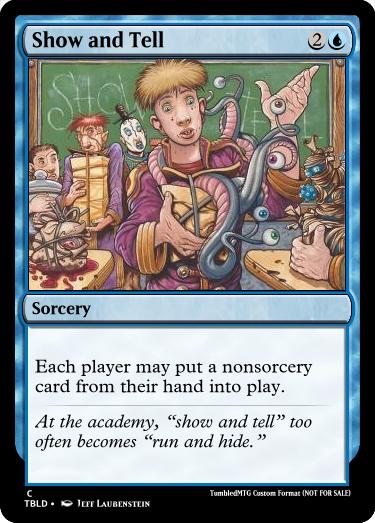 Show and Tell 2
SHOW
Sorcery
Each player may put a nonsorcery
card from their hand into play.
At the academy, “show and tell” too
often becomes “run and hide.”
C
TBLD • Jeff Laubenstein
TumbledMTG Custom Format (NOT FOR SALE)